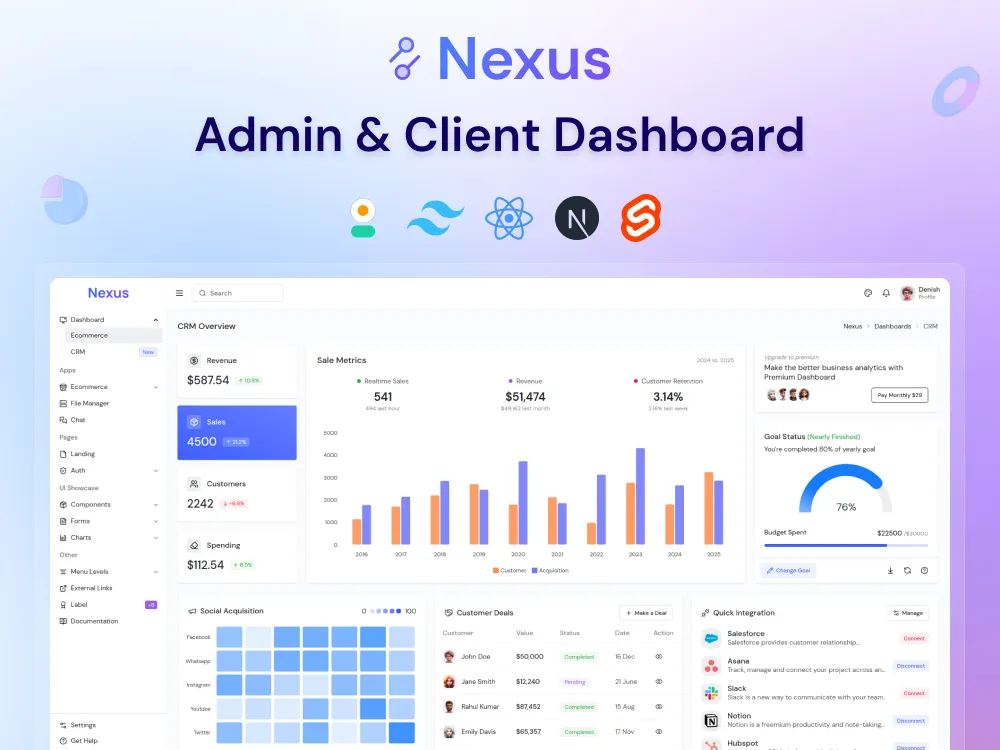 Nexus
Admin & Client Dashboard
Nexus
Search
Denish
Profile
Dashboard
Ecommerce
CRM New
Apps
Ecommerce
File Manager
Chat
Pages
Landing
Auth
UI Showcase
Components
Forms
Charts
Other
Menu Levels
External Links
Label +5
Documentation
Settings
Get Help
CRM Overview
Nexus > Dashboards > CRM
Revenue
$587.54 ↑ 10.8%
Sales
4500 ↑ 21.2%
Customers
2242 ↓ -6.9%
Spending
$112.54 ↑ 8.5%
Sale Metrics
2024 vs. 2025
Realtime Sales
541
494 last hour
Revenue
$51,474
$49,162 last month
Customer Retention
3.14%
3.16% last week
5000
4000
3000
2000
1000
0
2016 2017 2018 2019 2020 2021 2022 2023 2024 2025
Customer Acquisition
Upgrade to premium
Make the better business analytics with
Premium Dashboard
Pay Monthly $29
Goal Status (Nearly Finished)
You're completed 80% of yearly goal
76%
Budget Spent $22500 /$30000
Change Goal
Social Acquisition 0 100
Facebook
Whatsapp
Instagram
Youtube
Twitter
Customer Deals + Make a Deal
Customer Value Status Date Action
John Doe $50,000 Completed 16 Dec
Jane Smith $12,240 Pending 21 June
Rahul Kumar $87,452 Completed 15 Aug
Emily Davis $65,357 Completed 17 Nov
Quick Integration Manage
Salesforce
Salesforce provides customer relationship...
Connect
Asana
Track, manage and connect your project across an...
Disconnect
Slack
Slack is a new way to communicate with your team.
Connect
Notion
Notion is a freemium productivity and note-taking...
Disconnect
Hubspot
Disconnect